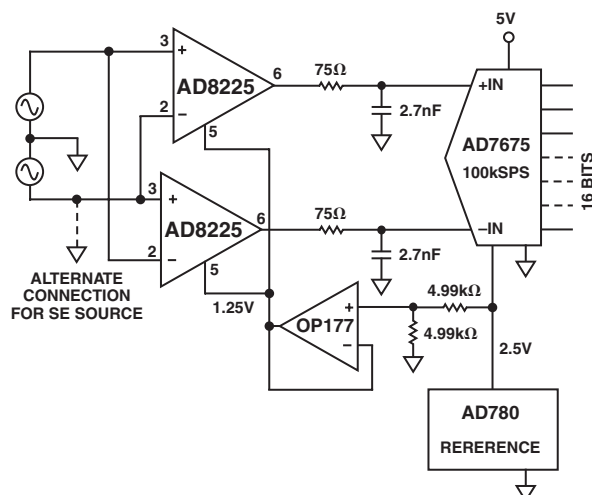 5V
3
+
AD8225
6
75Ω
+IN
2
−
5
2.7nF
AD7675
100kSPS
16 BITS
3
+
AD8225
6
75Ω
−IN
2
−
5
2.7nF
ALTERNATE
CONNECTION
FOR SE SOURCE
1.25V
+
OP177
−
4.99kΩ
4.99kΩ
2.5V
AD780
RERERENCE